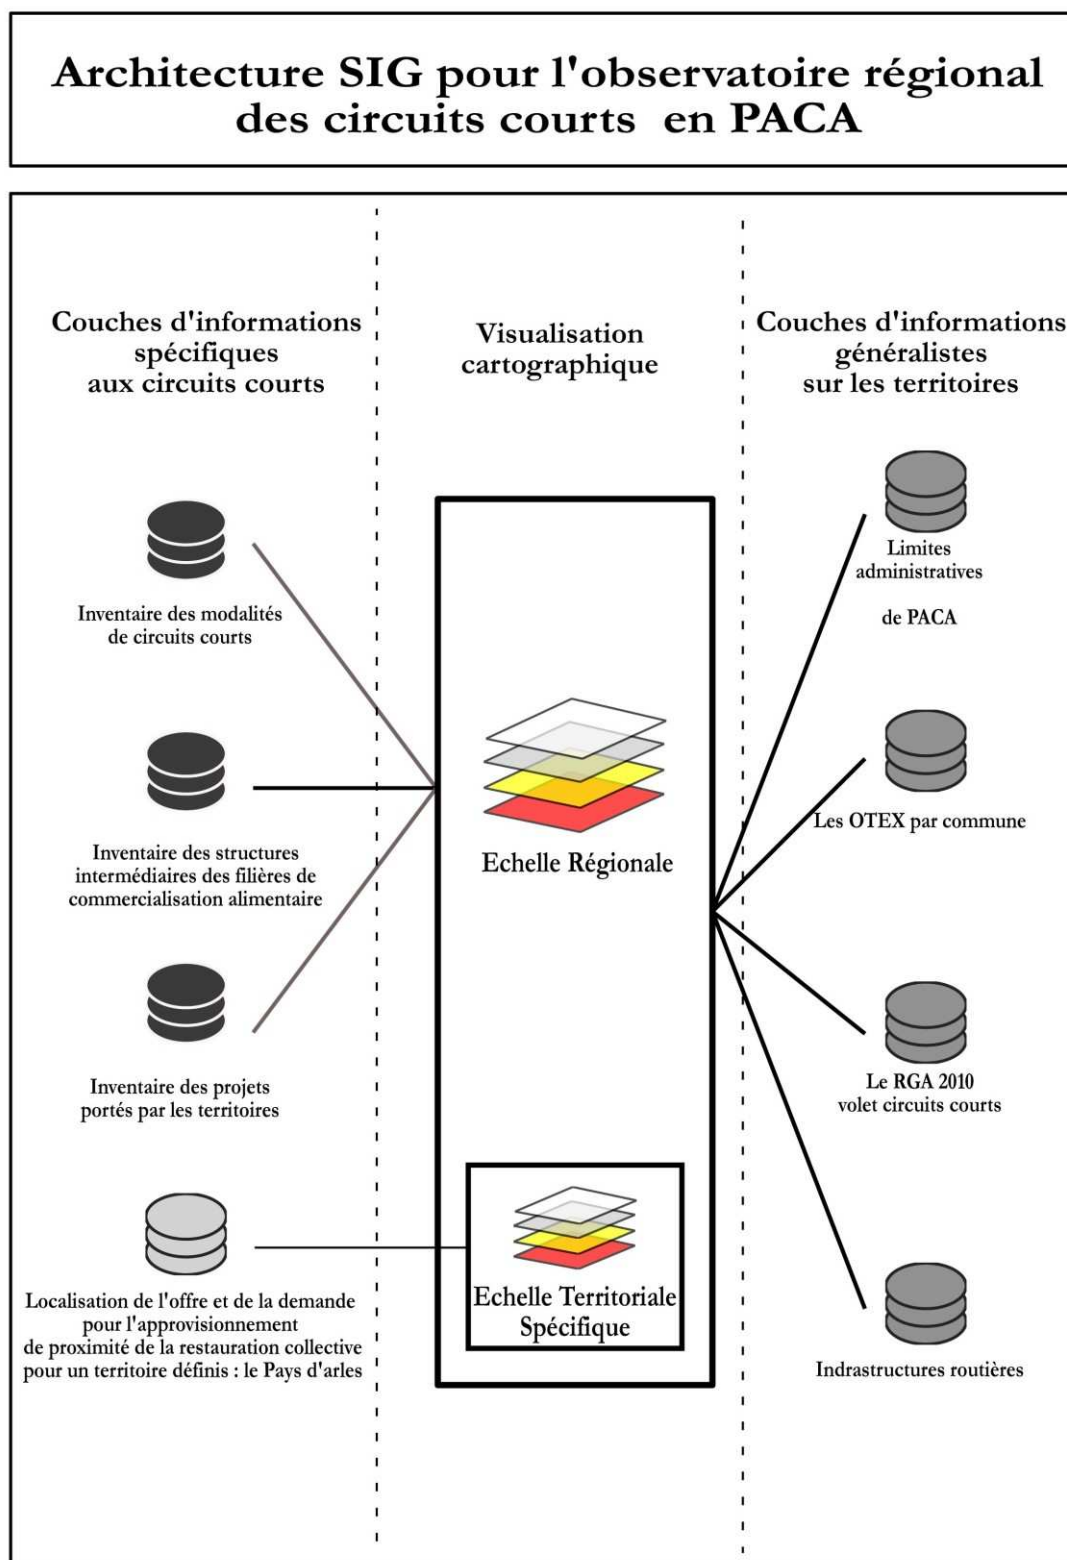 Architecture SIG pour l'observatoire régional
des circuits courts en PACA
Couches d'informations
spécifiques
aux circuits courts
Inventaire des modalités
de circuits courts
Inventaire des structures
intermédiaires des filières de
commercialisation alimentaire
Inventaire des projets
portés par les territoires
Localisation de l'offre et de la demande
pour l'approvisionnement
de proximité de la restauration collective
pour un territoire définis : le Pays d'arles
Visualisation
cartographique
Echelle Régionale
Echelle Territoriale
Spécifique
Couches d'informations
généralistes
sur les territoires
Limites
administratives
de PACA
Les OTEX par commune
Le RGA 2010
volet circuits courts
Indrastructures routières